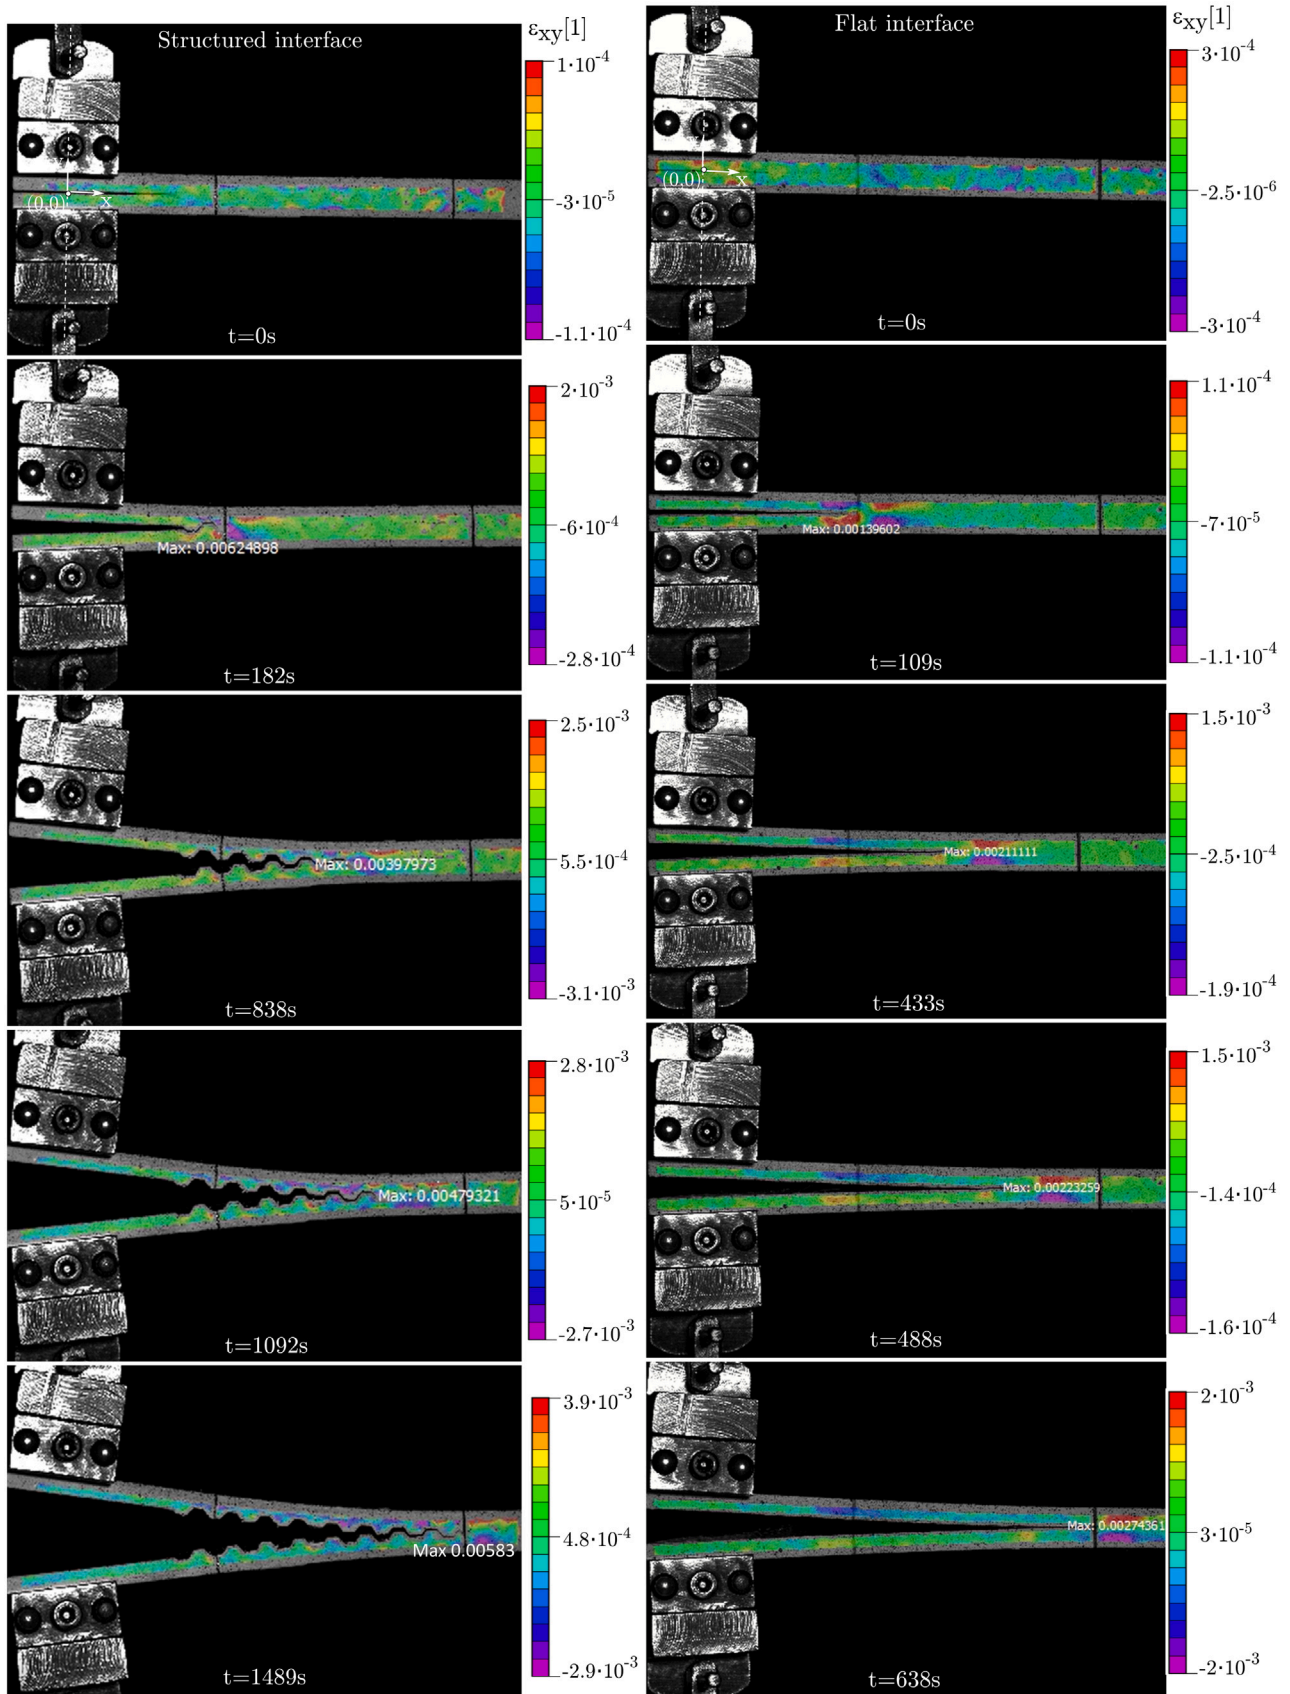 Structured interface
ε_xy[1]
1·10⁻⁴
-3·10⁻⁵
-1.1·10⁻⁴
(0.0)
x
t=0s
Flat interface
ε_xy[1]
3·10⁻⁴
-2.5·10⁻⁶
-3·10⁻⁴
(0.0)
x
t=0s
2·10⁻³
-6·10⁻⁴
-2.8·10⁻⁴
Max: 0.00624898
t=182s
1.1·10⁻⁴
-7·10⁻⁵
-1.1·10⁻⁴
Max: 0.00139602
t=109s
2.5·10⁻³
5.5·10⁻⁴
-3.1·10⁻³
Max: 0.00397973
t=838s
1.5·10⁻³
-2.5·10⁻⁴
-1.9·10⁻⁴
Max: 0.00211111
t=433s
2.8·10⁻³
5·10⁻⁵
-2.7·10⁻³
Max: 0.00479321
t=1092s
1.5·10⁻³
-1.4·10⁻⁴
-1.6·10⁻⁴
Max: 0.00223259
t=488s
3.9·10⁻³
4.8·10⁻⁴
-2.9·10⁻³
Max 0.00583
t=1489s
2·10⁻³
3·10⁻⁵
-2·10⁻³
Max: 0.00274361
t=638s